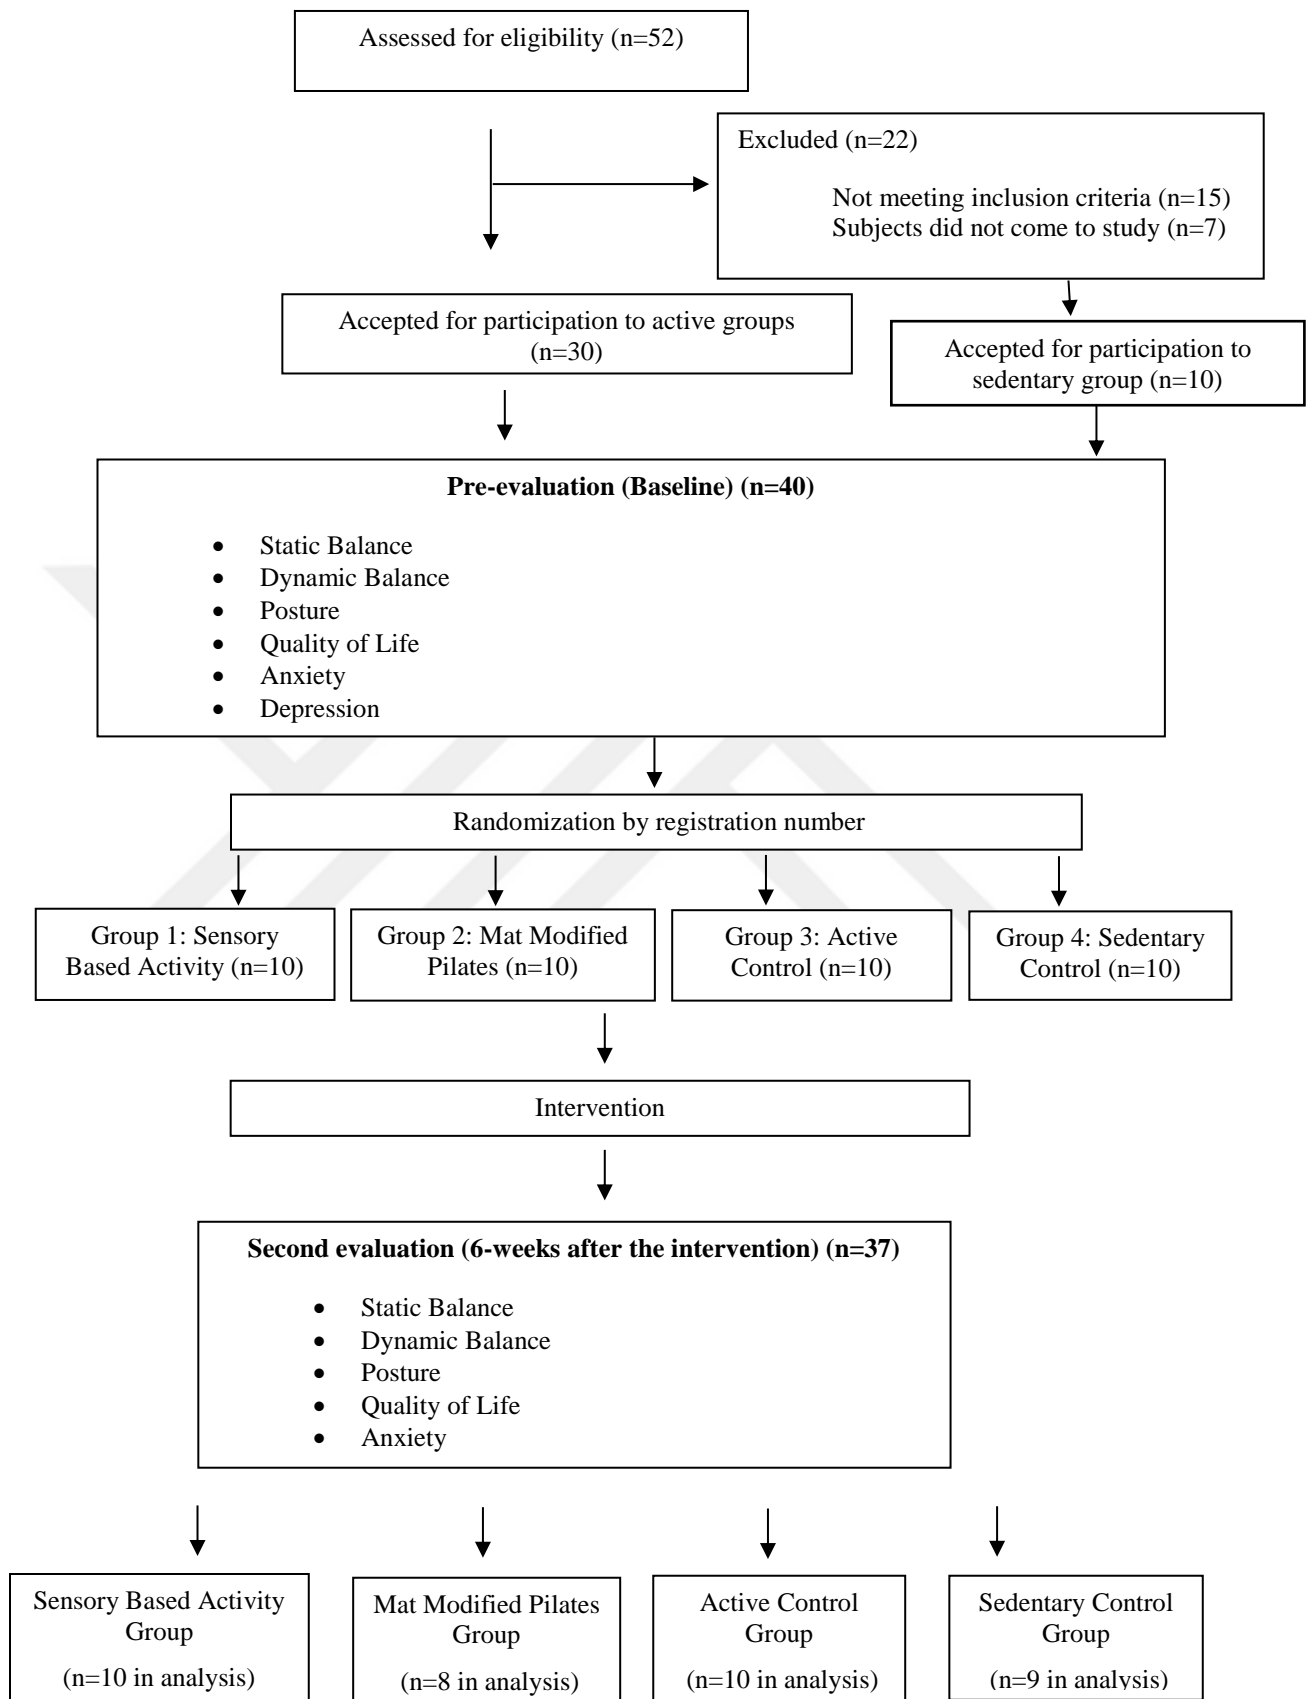 Assessed for eligibility (n=52)
Excluded (n=22)
Not meeting inclusion criteria (n=15)
Subjects did not come to study (n=7)
Accepted for participation to active groups
(n=30)
Accepted for participation to
sedentary group (n=10)
Pre-evaluation (Baseline) (n=40)
• Static Balance
• Dynamic Balance
• Posture
• Quality of Life
• Anxiety
• Depression
Randomization by registration number
Group 1: Sensory
Based Activity (n=10)
Group 2: Mat Modified
Pilates (n=10)
Group 3: Active
Control (n=10)
Group 4: Sedentary
Control (n=10)
Intervention
Second evaluation (6-weeks after the intervention) (n=37)
• Static Balance
• Dynamic Balance
• Posture
• Quality of Life
• Anxiety
Sensory Based Activity
Group
(n=10 in analysis)
Mat Modified Pilates
Group
(n=8 in analysis)
Active Control
Group
(n=10 in analysis)
Sedentary Control
Group
(n=9 in analysis)